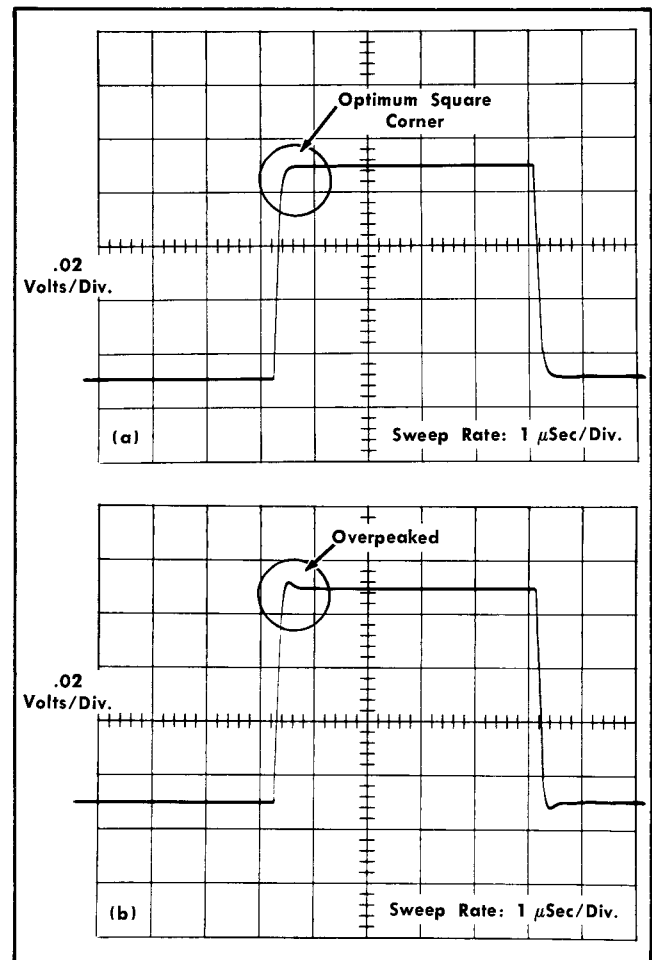 Optimum Square
Corner
.02
Volts/Div.
(a)
Sweep Rate: 1 μSec/Div.
Overpeaked
.02
Volts/Div.
(b)
Sweep Rate: 1 μSec/Div.